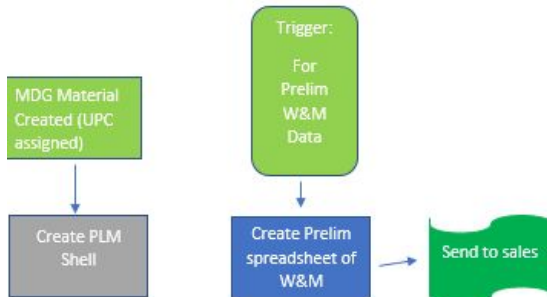 MDG Material
Created (UPC
assigned)
Create PLM
Shell
Trigger:
For
Prelim
W&M
Data
Create Prelim
spreadsheet of
W&M
Send to sales